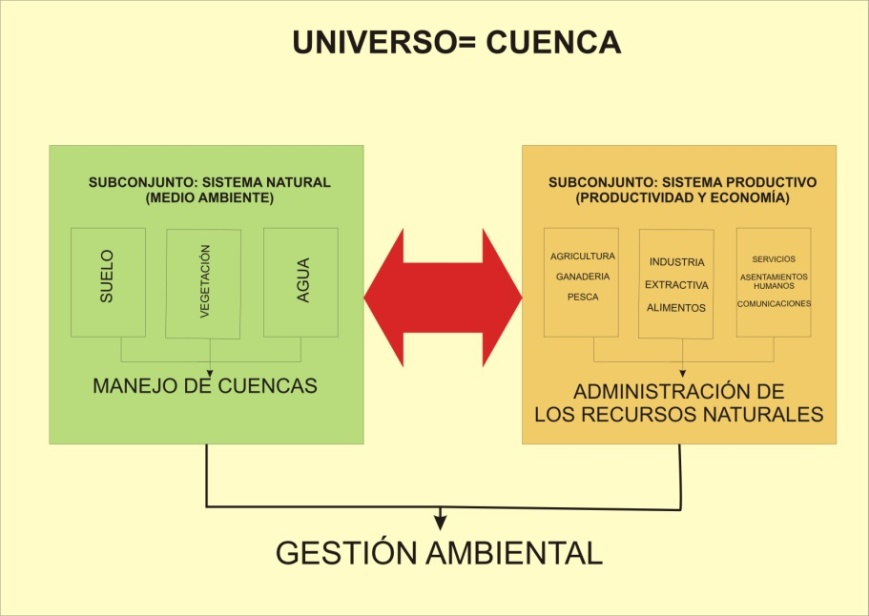 UNIVERSO= CUENCA
SUBCONJUNTO: SISTEMA NATURAL
(MEDIO AMBIENTE)
SUELO
VEGETACIÓN
AGUA
MANEJO DE CUENCAS
SUBCONJUNTO: SISTEMA PRODUCTIVO
(PRODUCTIVIDAD Y ECONOMÍA)
AGRICULTURA
GANADERIA
PESCA
INDUSTRIA
EXTRACTIVA
ALIMENTOS
SERVICIOS
ASENTAMIENTOS
HUMANOS
COMUNICACIONES
ADMINISTRACIÓN DE
LOS RECURSOS NATURALES
GESTIÓN AMBIENTAL